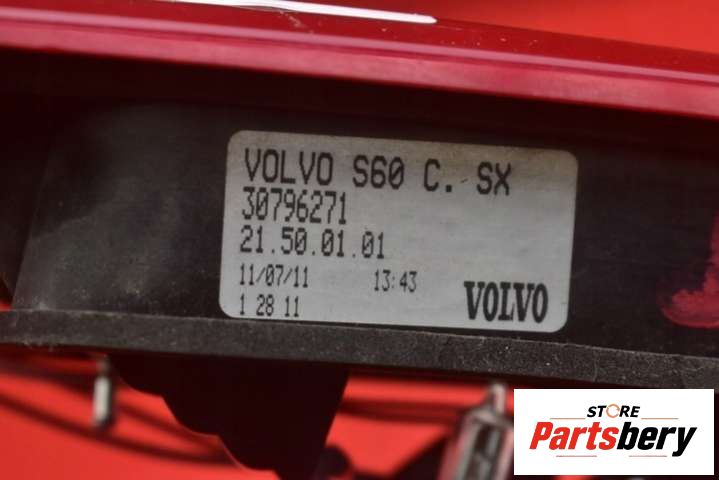 VOLVO S60 C. SX
30796271
21.50.01.01
11/07/11 13:43
1 28 11 VOLVO
STORE
Partsbery